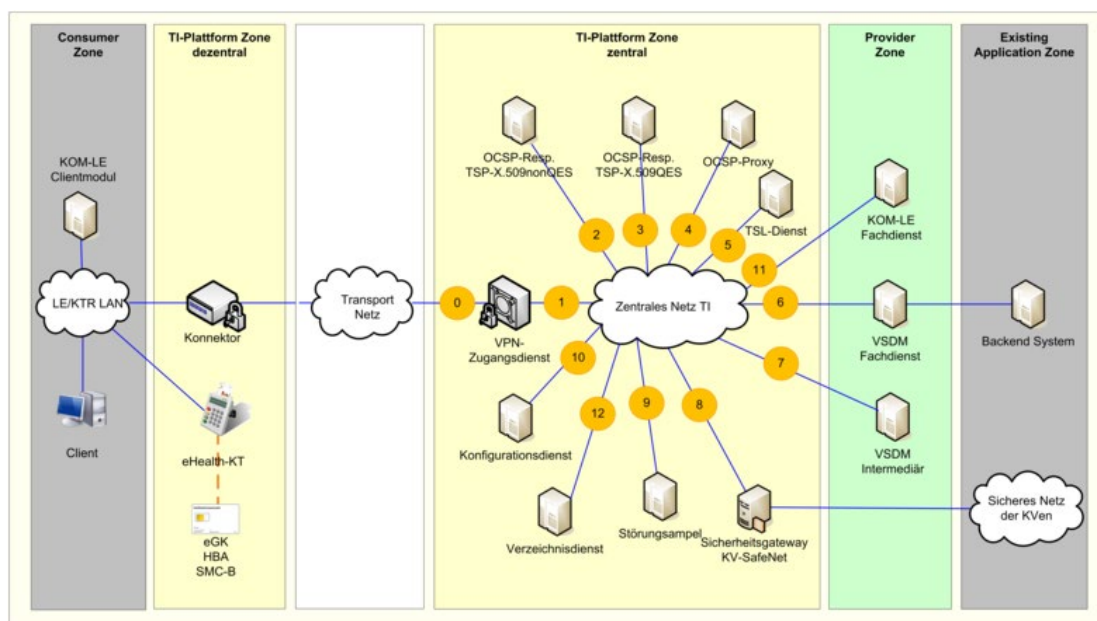 Consumer
Zone
TI-Plattform Zone
dezentral
TI-Plattform Zone
zentral
Provider
Zone
Existing
Application Zone
KOM-LE
Clientmodul
LE/KTR LAN
Client
Konnektor
eHealth-KT
eGK
HBA
SMC-B
Transport
Netz
0
VPN-
Zugangsdienst
1
OCSP-Resp.
TSP-X.509nonQES
OCSP-Resp.
TSP-X.509QES
OCSP-Proxy
TSL-Dienst
2
3
4
5
11
Zentrales Netz TI
6
10
12
9
8
7
Konfigurationsdienst
Verzeichnisdienst
Störungsampel
Sicherheitsgateway
KV-SafeNet
KOM-LE
Fachdienst
VSDM
Fachdienst
VSDM
Intermediär
Backend System
Sicheres Netz
der KVen